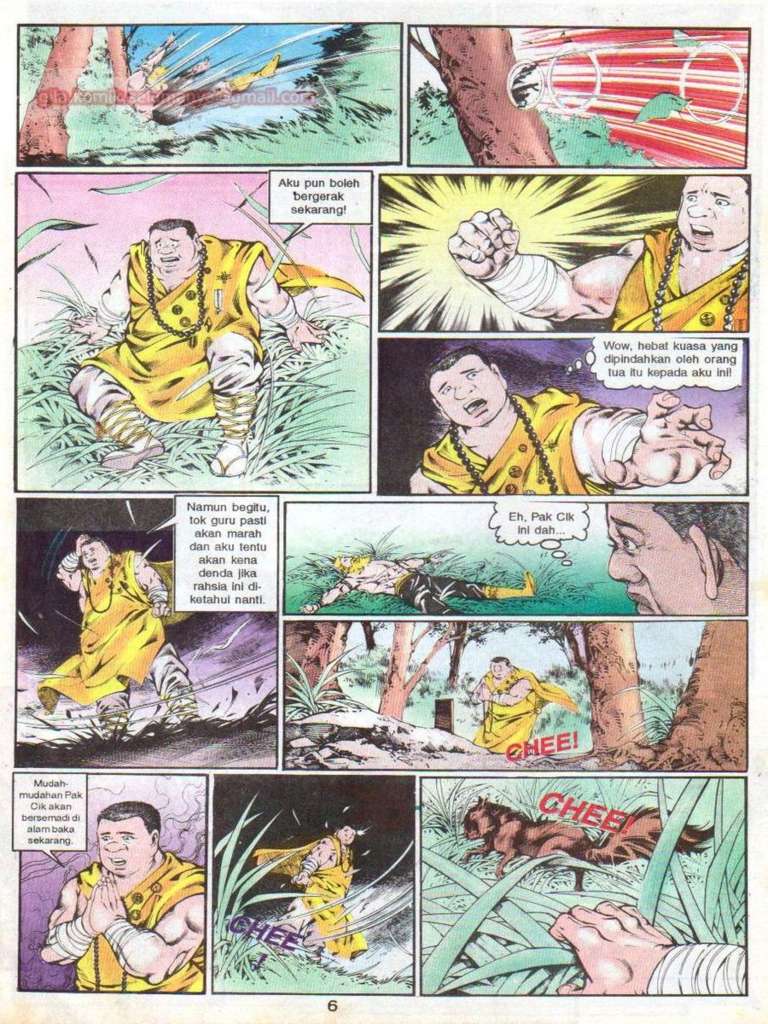 Aku pun boleh
bergerak
sekarang!
Wow, hebat kuasa yang
dipindahkan oleh orang
tua itu kepada aku ini!
Namun begitu,
tok guru pasti
akan marah
dan aku tentu
akan kena
denda jika
rahsia ini di-
ketahui nanti.
Eh, Pak Cik
ini dah...
CHEE!
Mudah-
mudahan Pak
Cik akan
bersemadi di
alam baka
sekarang.
CHEE
!
CHEE!
6